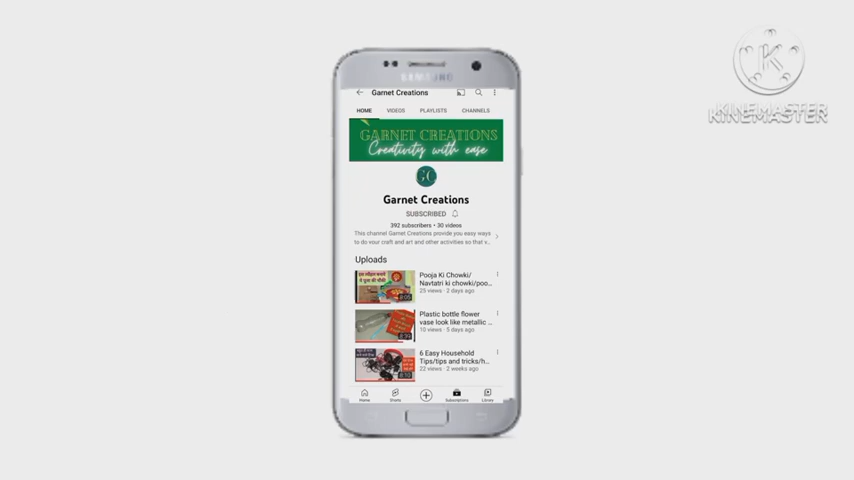 KINEMASTER
SAMSUNG
Garnet Creations
HOME VIDEOS PLAYLISTS CHANNELS
GARNET CREATIONS
Creativity with ease
GC
Garnet Creations
SUBSCRIBED
392 subscribers • 30 videos
This channel Garnet Creations provide you easy ways
to do your craft and art and other activities so that v...
Uploads
Pooja Ki Chowki/
Navtatri ki chowki/poo...
25 views · 2 days ago
8:05
Plastic bottle flower
vase look like metallic ...
10 views · 5 days ago
6 Easy Household
Tips/tips and tricks/h...
22 views · 2 weeks ago
Home Shorts Subscriptions Library